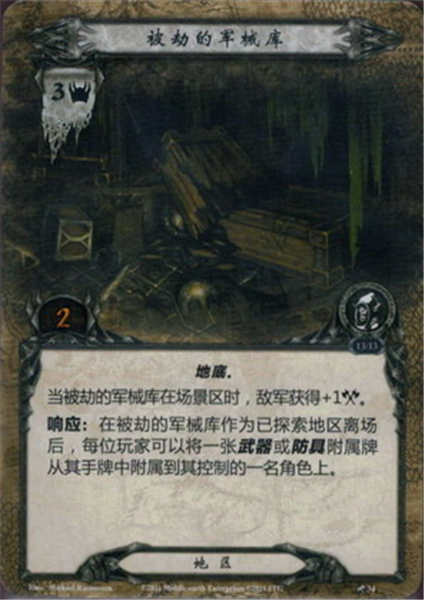 被劫的军械库
3
2
13/13
地底.
当被劫的军械库在场景区时，敌军获得+1。
响应：在被劫的军械库作为已探索地区离场
后，每位玩家可以将一张武器或防具附属牌
从其手牌中附属到其控制的一名角色上。
地区